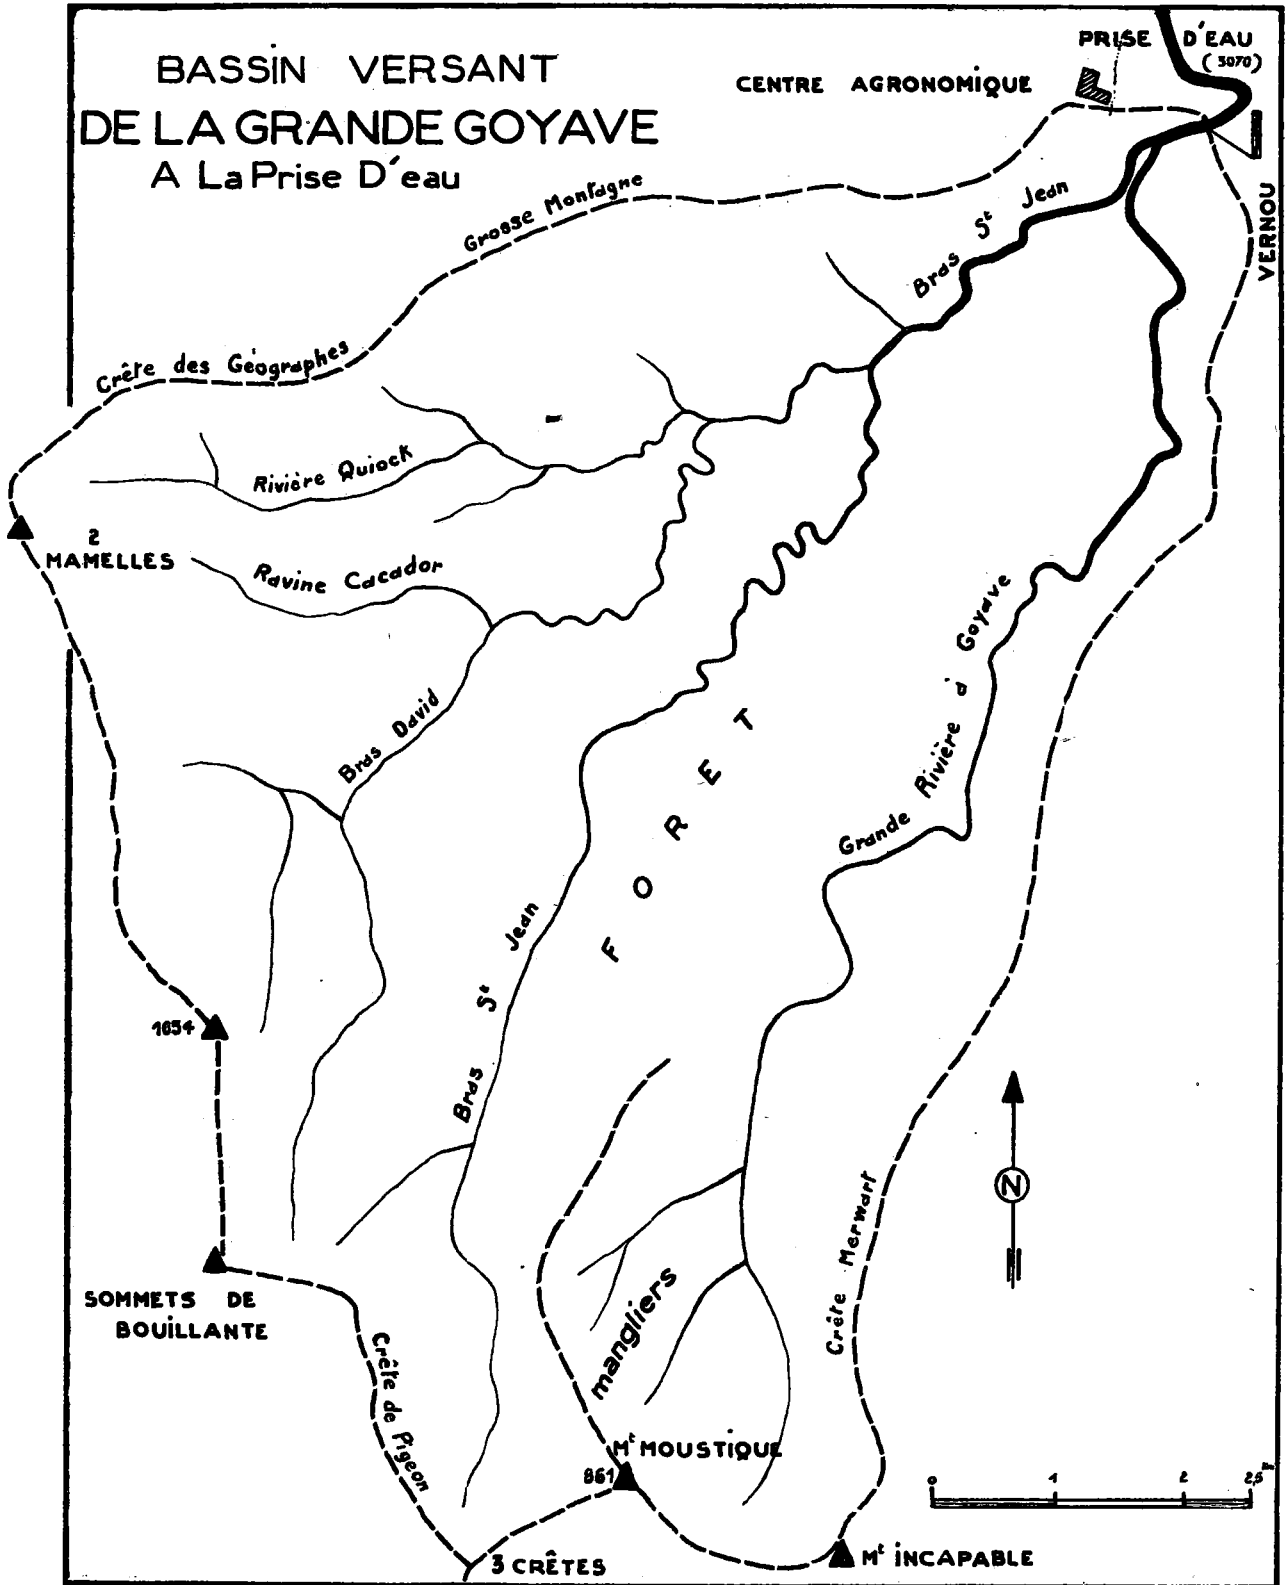 BASSIN VERSANT
DE LA GRANDE GOYAVE
A La Prise D'eau
PRISE D'EAU
(3070)
CENTRE AGRONOMIQUE
VERNOU
Grosse Montagne
Bras St Jean
Crête des Géographes
Rivière Quiock
2
MAMELLES
Ravine Cacador
Bras David
Grande Rivière à Goyave
FORET
Bras St Jean
1054
N
Crête Merwart
SOMMETS DE
BOUILLANTE
Crête de Pigeon
mangliers
Mt MOUSTIQUE
861
0 1 2 2,5
3 CRÊTES
Mt INCAPABLE